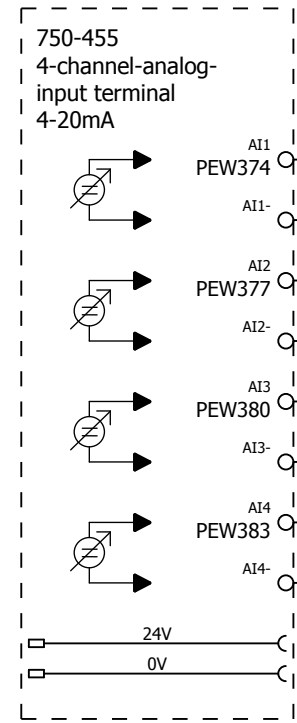 750-455
4-channel-analog-
input terminal
4-20mA
AI1
PEW374
AI1-
AI2
PEW377
AI2-
AI3
PEW380
AI3-
AI4
PEW383
AI4-
24V
0V